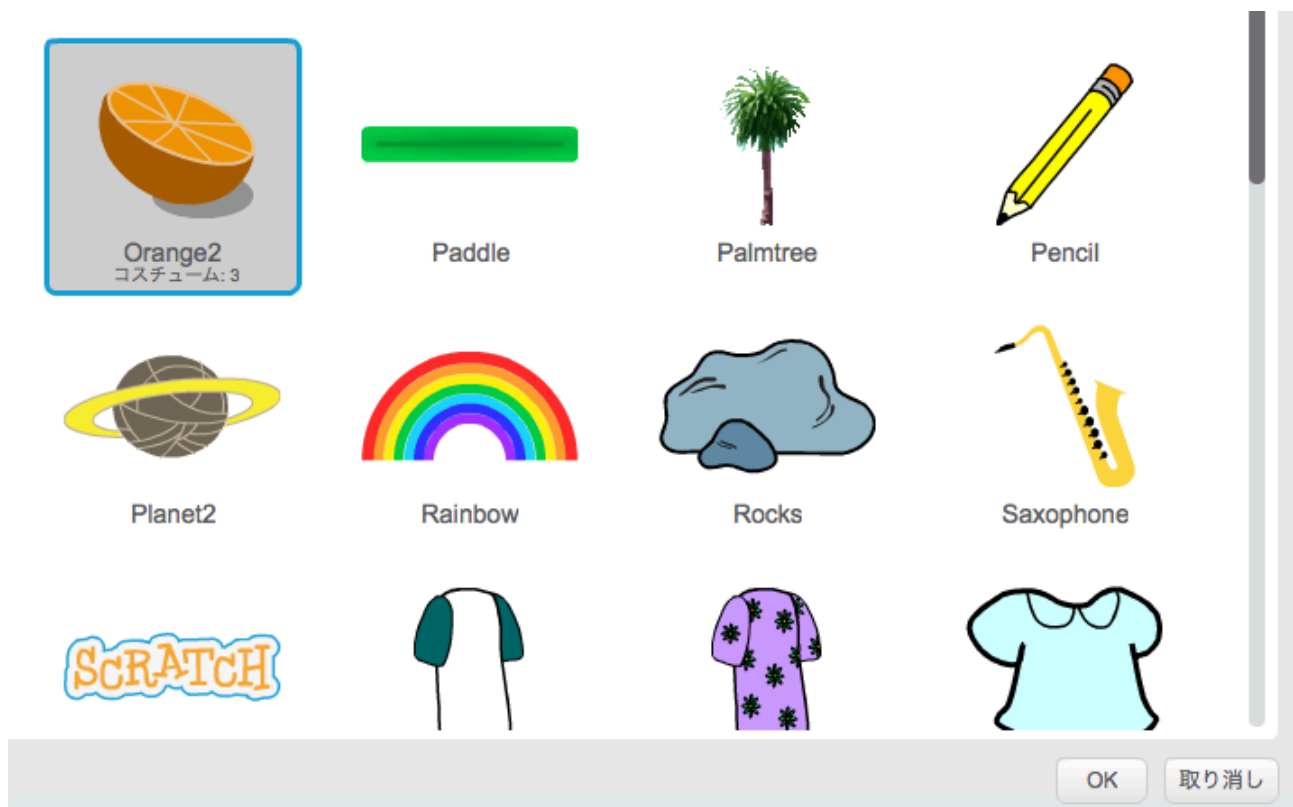 Orange2
コスチューム: 3
Paddle
Palmtree
Pencil
Planet2
Rainbow
Rocks
Saxophone
SCRATCH
OK
取り消し